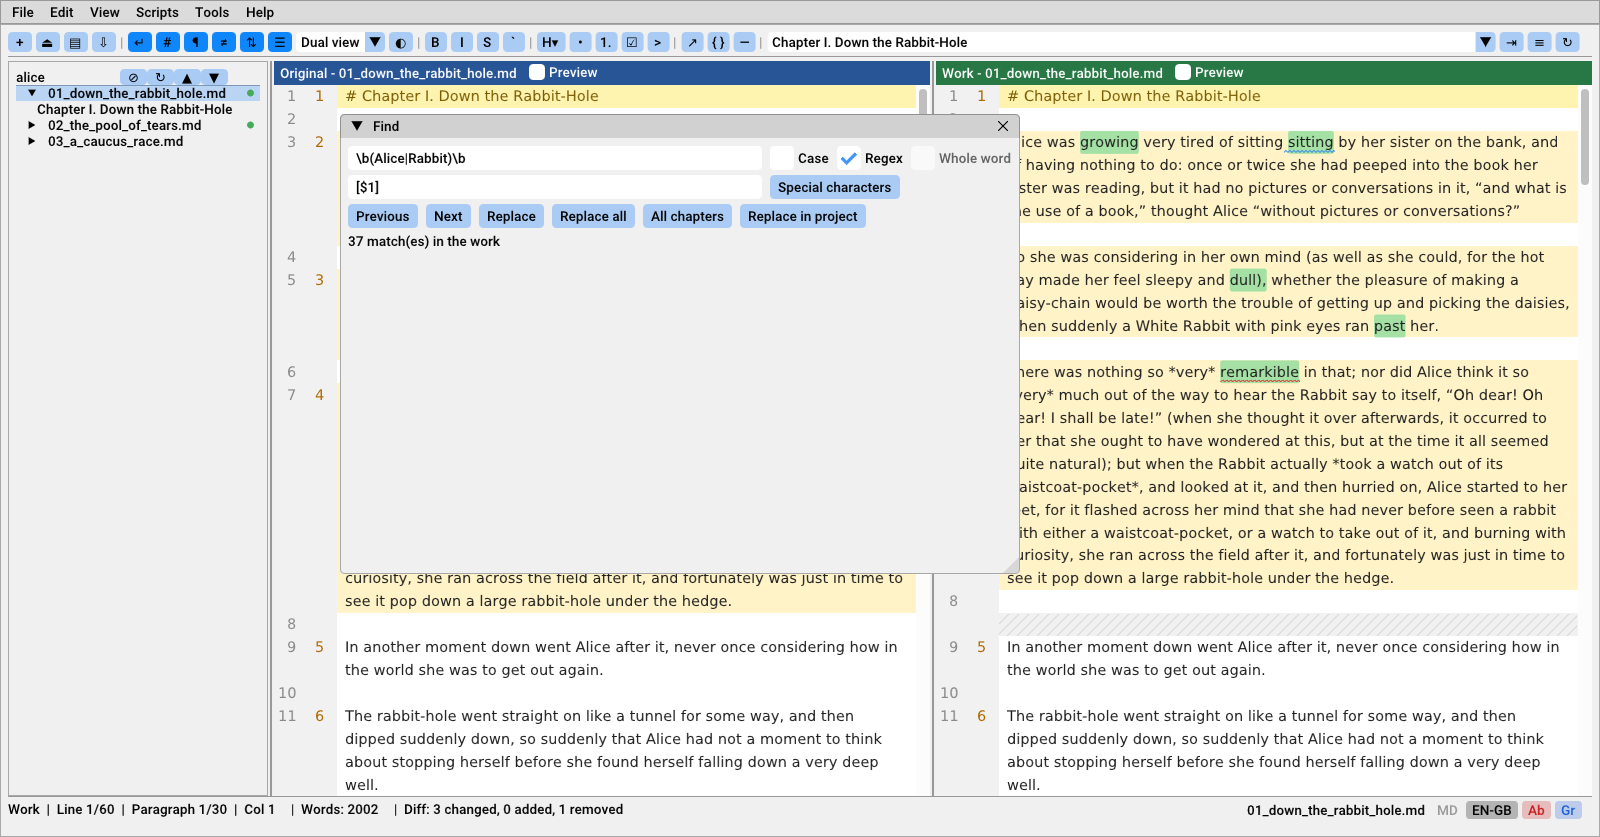 File Edit View Scripts Tools Help
Dual view B I S ` H▾ • 1. > { } Chapter I. Down the Rabbit-Hole
alice
01_down_the_rabbit_hole.md
Chapter I. Down the Rabbit-Hole
02_the_pool_of_tears.md
03_a_caucus_race.md
Original - 01_down_the_rabbit_hole.md Preview
1 1 # Chapter I. Down the Rabbit-Hole
2
3 2
4
5 3
6
7 4
curiosity, she ran across the field after it, and fortunately was just in time to
see it pop down a large rabbit-hole under the hedge.
8
9 5 In another moment down went Alice after it, never once considering how in
the world she was to get out again.
10
11 6 The rabbit-hole went straight on like a tunnel for some way, and then
dipped suddenly down, so suddenly that Alice had not a moment to think
about stopping herself before she found herself falling down a very deep
well.
Find
\b(Alice|Rabbit)\b Case Regex Whole word
[$1] Special characters
Previous Next Replace Replace all All chapters Replace in project
37 match(es) in the work
Work - 01_down_the_rabbit_hole.md Preview
1 1 # Chapter I. Down the Rabbit-Hole
was growing very tired of sitting sitting by her sister on the bank, and
having nothing to do: once or twice she had peeped into the book her
was reading, but it had no pictures or conversations in it, “and what is
use of a book,” thought Alice “without pictures or conversations?”
she was considering in her own mind (as well as she could, for the hot
made her feel sleepy and dull), whether the pleasure of making a
would be worth the trouble of getting up and picking the daisies,
suddenly a White Rabbit with pink eyes ran past her.
was nothing so *very* remarkible in that; nor did Alice think it so
much out of the way to hear the Rabbit say to itself, “Oh dear! Oh
I shall be late!” (when she thought it over afterwards, it occurred to
that she ought to have wondered at this, but at the time it all seemed
natural); but when the Rabbit actually *took a watch out of its
and looked at it, and then hurried on, Alice started to her
for it flashed across her mind that she had never before seen a rabbit
either a waistcoat-pocket, or a watch to take out of it, and burning with
she ran across the field after it, and fortunately was just in time to
see it pop down a large rabbit-hole under the hedge.
8
9 5 In another moment down went Alice after it, never once considering how in
the world she was to get out again.
10
11 6 The rabbit-hole went straight on like a tunnel for some way, and then
dipped suddenly down, so suddenly that Alice had not a moment to think
about stopping herself before she found herself falling down a very deep
well.
Work | Line 1/60 | Paragraph 1/30 | Col 1 | Words: 2002 | Diff: 3 changed, 0 added, 1 removed 01_down_the_rabbit_hole.md MD EN-GB Ab Gr